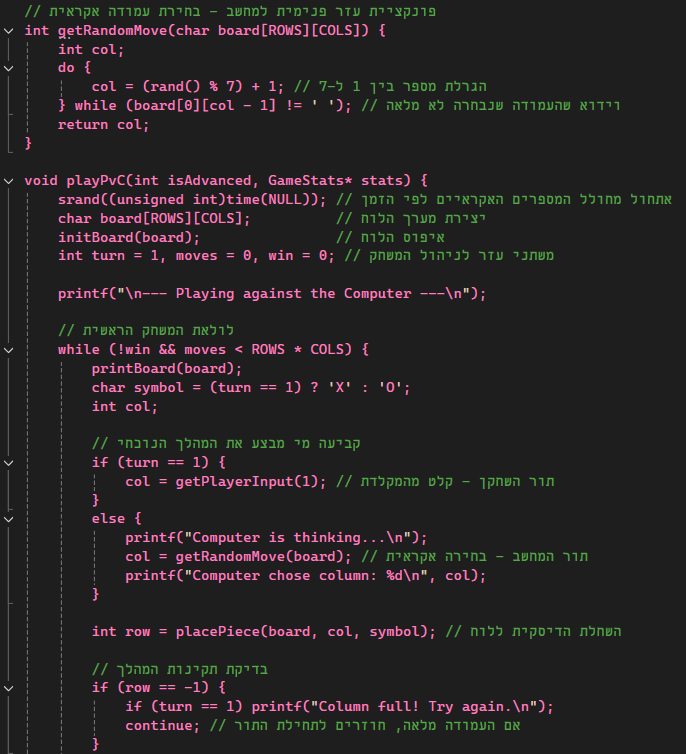 // פונקציית עזר פנימית למחשב - בחירת עמודה אקראית
int getRandomMove(char board[ROWS][COLS]) {
int col;
do {
col = (rand() % 7) + 1; // הגרלת מספר בין 1 ל-7
} while (board[0][col - 1] != ' '); // וידוא שהעמודה שנבחרה לא מלאה
return col;
}
void playPvC(int isAdvanced, GameStats* stats) {
srand((unsigned int)time(NULL)); // אתחול מחולל המספרים האקראיים לפי הזמן
char board[ROWS][COLS]; // יצירת מערך הלוח
initBoard(board); // איפוס הלוח
int turn = 1, moves = 0, win = 0; // משתני עזר לניהול המשחק
printf("\n--- Playing against the Computer ---\n");
// לולאת המשחק הראשית
while (!win && moves < ROWS * COLS) {
printBoard(board);
char symbol = (turn == 1) ? 'X' : 'O';
int col;
// קביעה מי מבצע את המהלך הנוכחי
if (turn == 1) {
col = getPlayerInput(1); // תור השחקן - קלט מהמקלדת
}
else {
printf("Computer is thinking...\n");
col = getRandomMove(board); // תור המחשב - בחירה אקראית
printf("Computer chose column: %d\n", col);
}
int row = placePiece(board, col, symbol); // השחלת הדיסקית ללוח
// בדיקת תקינות המהלך
if (row == -1) {
if (turn == 1) printf("Column full! Try again.\n");
continue; // אם העמודה מלאה, חוזרים לתחילת התור
}